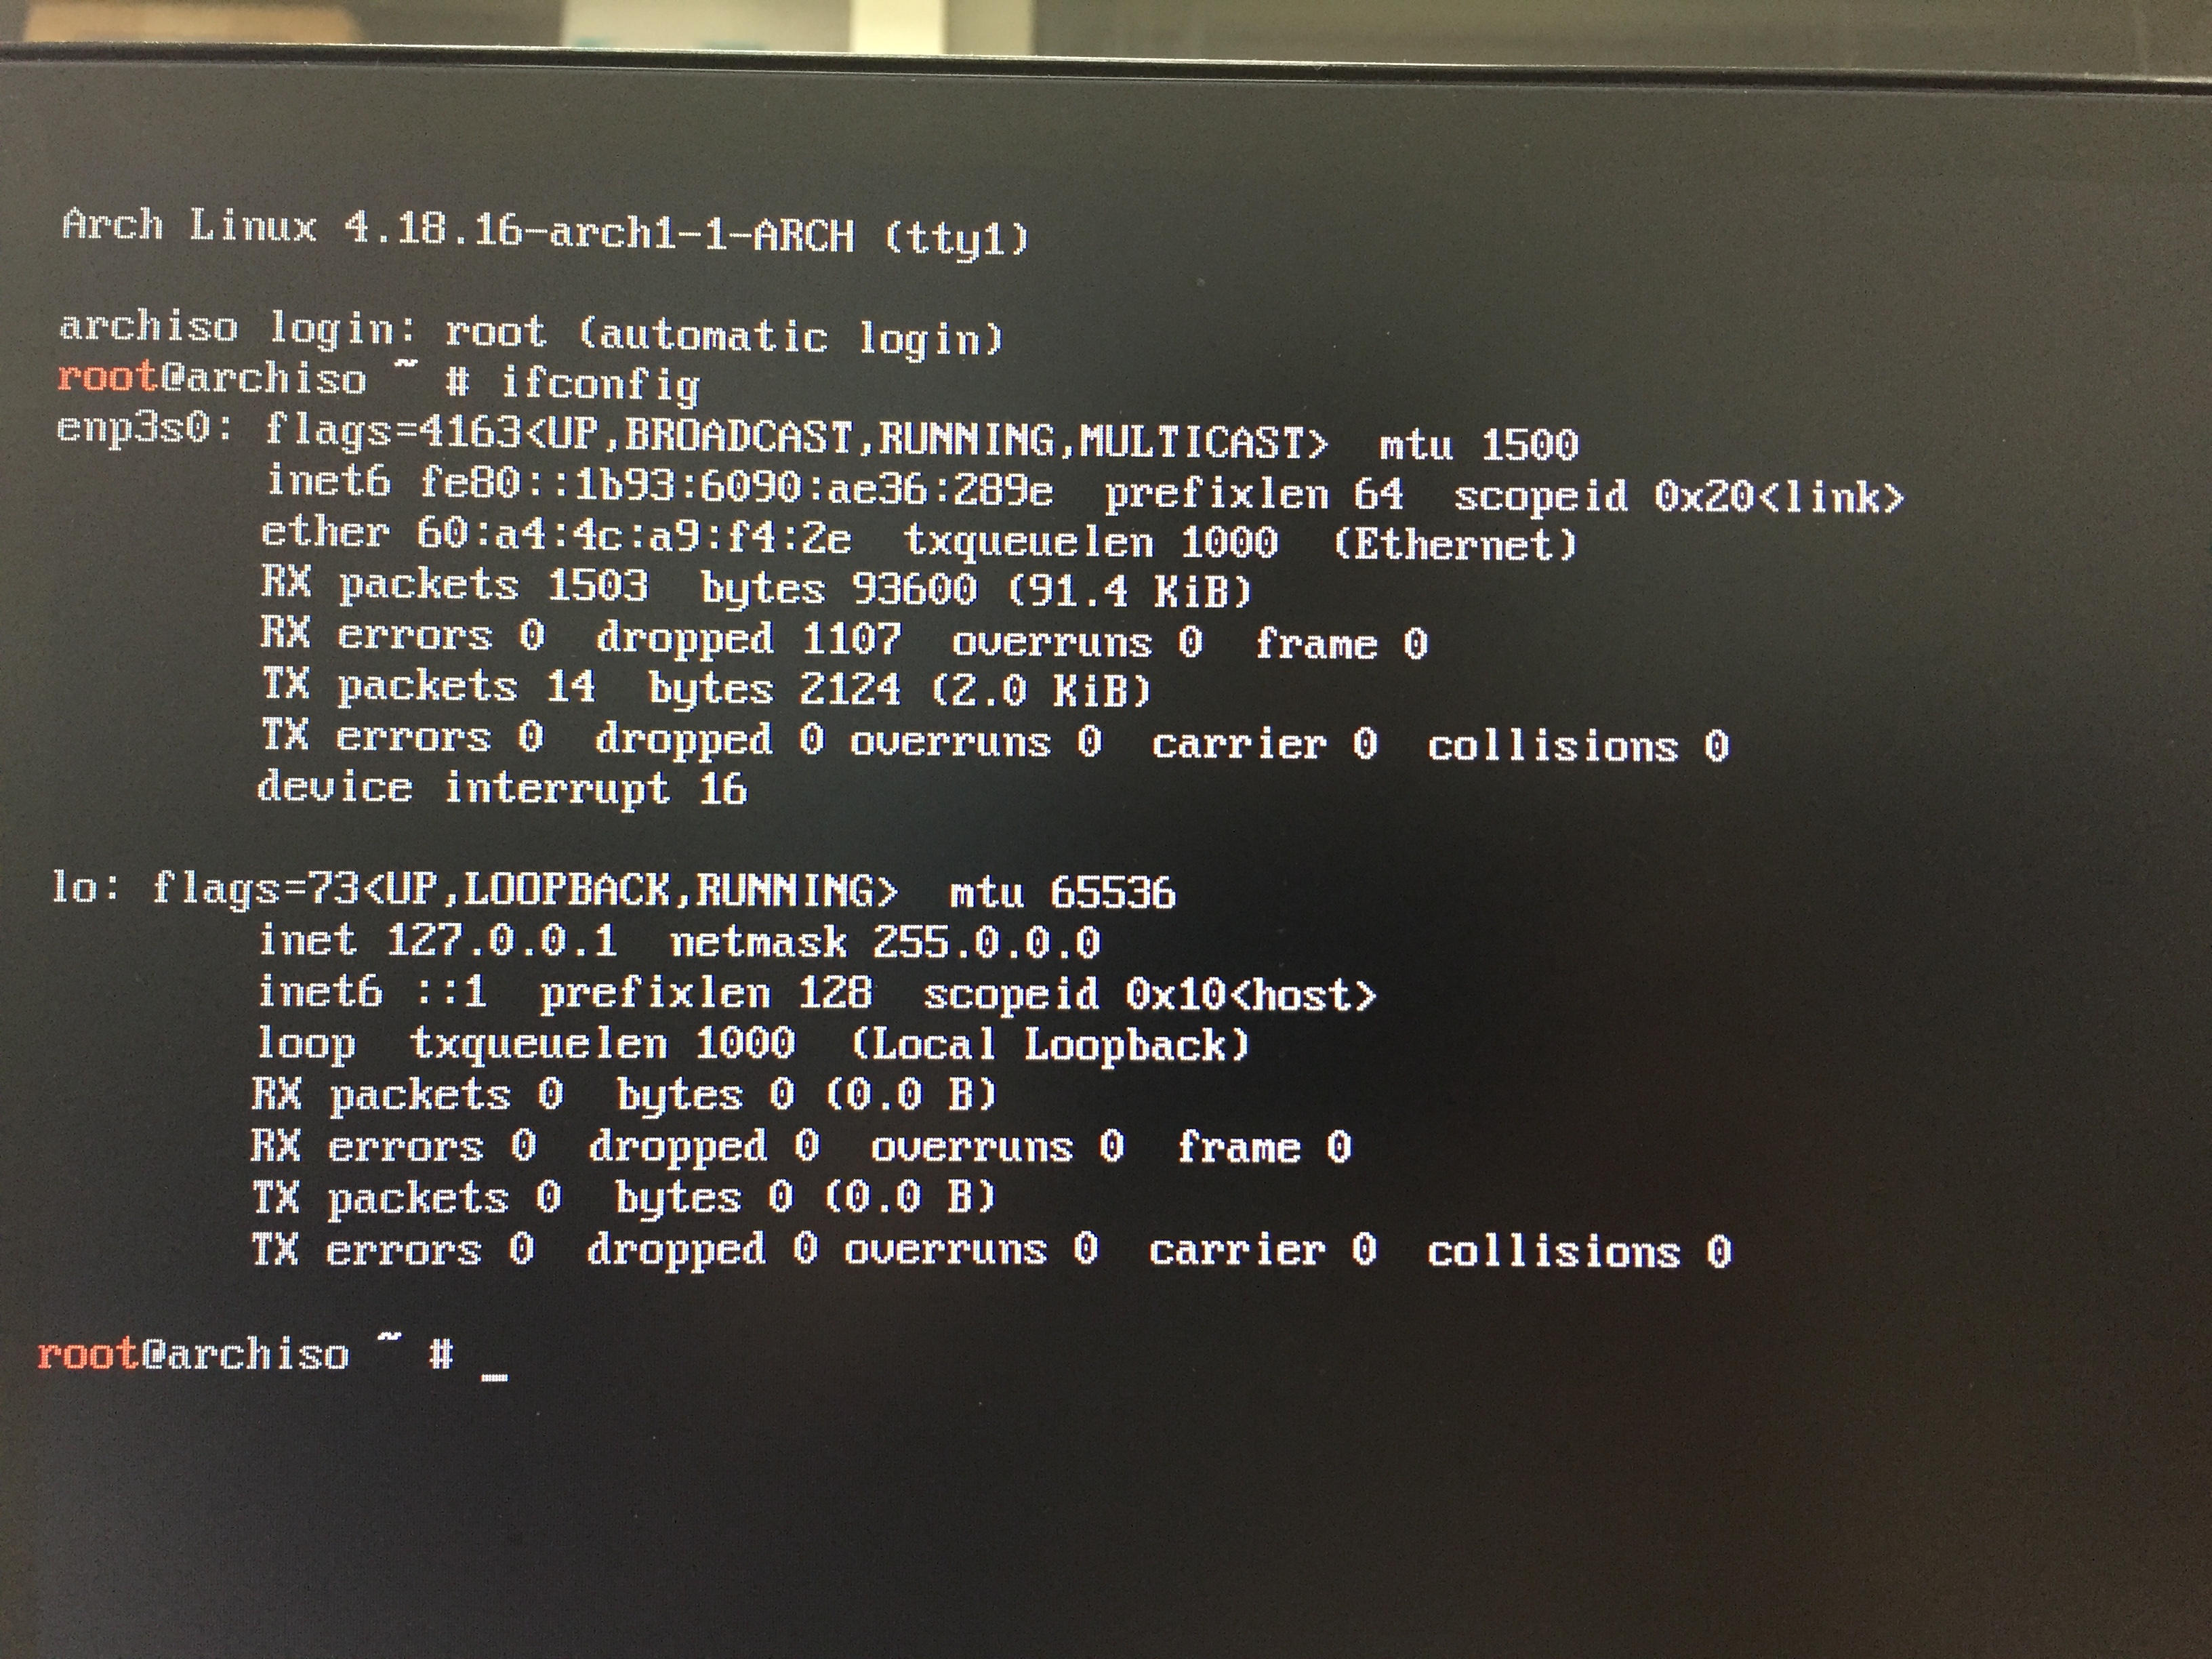 Arch Linux 4.18.16-arch1-1-ARCH (tty1)
archiso login: root (automatic login)
root@archiso ~ # ifconfig
enp3s0: flags=4163<UP,BROADCAST,RUNNING,MULTICAST>  mtu 1500
        inet6 fe80::1b93:6090:ae36:289e  prefixlen 64  scopeid 0x20<link>
        ether 60:a4:4c:a9:f4:2e  txqueuelen 1000  (Ethernet)
        RX packets 1503  bytes 93600 (91.4 KiB)
        RX errors 0  dropped 1107  overruns 0  frame 0
        TX packets 14  bytes 2124 (2.0 KiB)
        TX errors 0  dropped 0 overruns 0  carrier 0  collisions 0
        device interrupt 16
lo: flags=73<UP,LOOPBACK,RUNNING>  mtu 65536
        inet 127.0.0.1  netmask 255.0.0.0
        inet6 ::1  prefixlen 128  scopeid 0x10<host>
        loop  txqueuelen 1000  (Local Loopback)
        RX packets 0  bytes 0 (0.0 B)
        RX errors 0  dropped 0  overruns 0  frame 0
        TX packets 0  bytes 0 (0.0 B)
        TX errors 0  dropped 0 overruns 0  carrier 0  collisions 0
root@archiso ~ # _